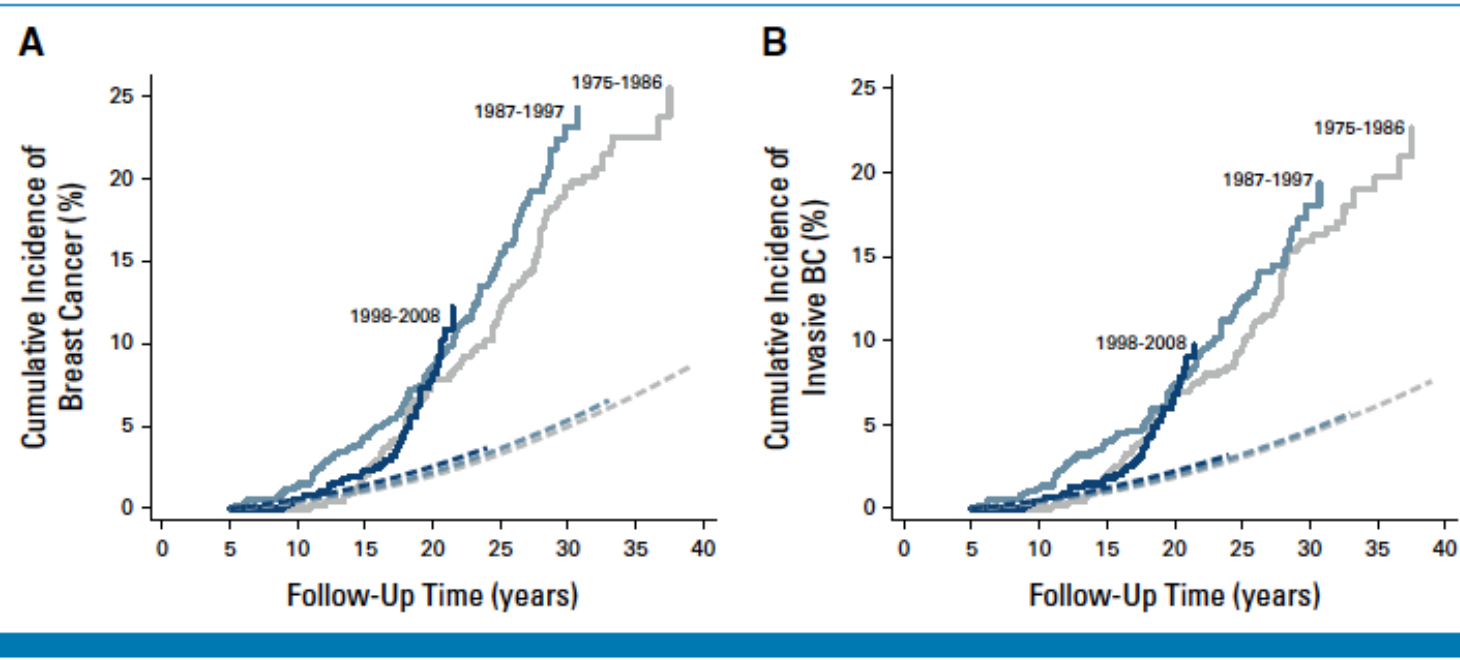 A
Cumulative Incidence of
Breast Cancer (%)
25
20
15
10
5
0
1975-1986
1987-1997
1998-2008
0 5 10 15 20 25 30 35 40
Follow-Up Time (years)
B
Cumulative Incidence of
Invasive BC (%)
25
20
15
10
5
0
1975-1986
1987-1997
1998-2008
0 5 10 15 20 25 30 35 40
Follow-Up Time (years)